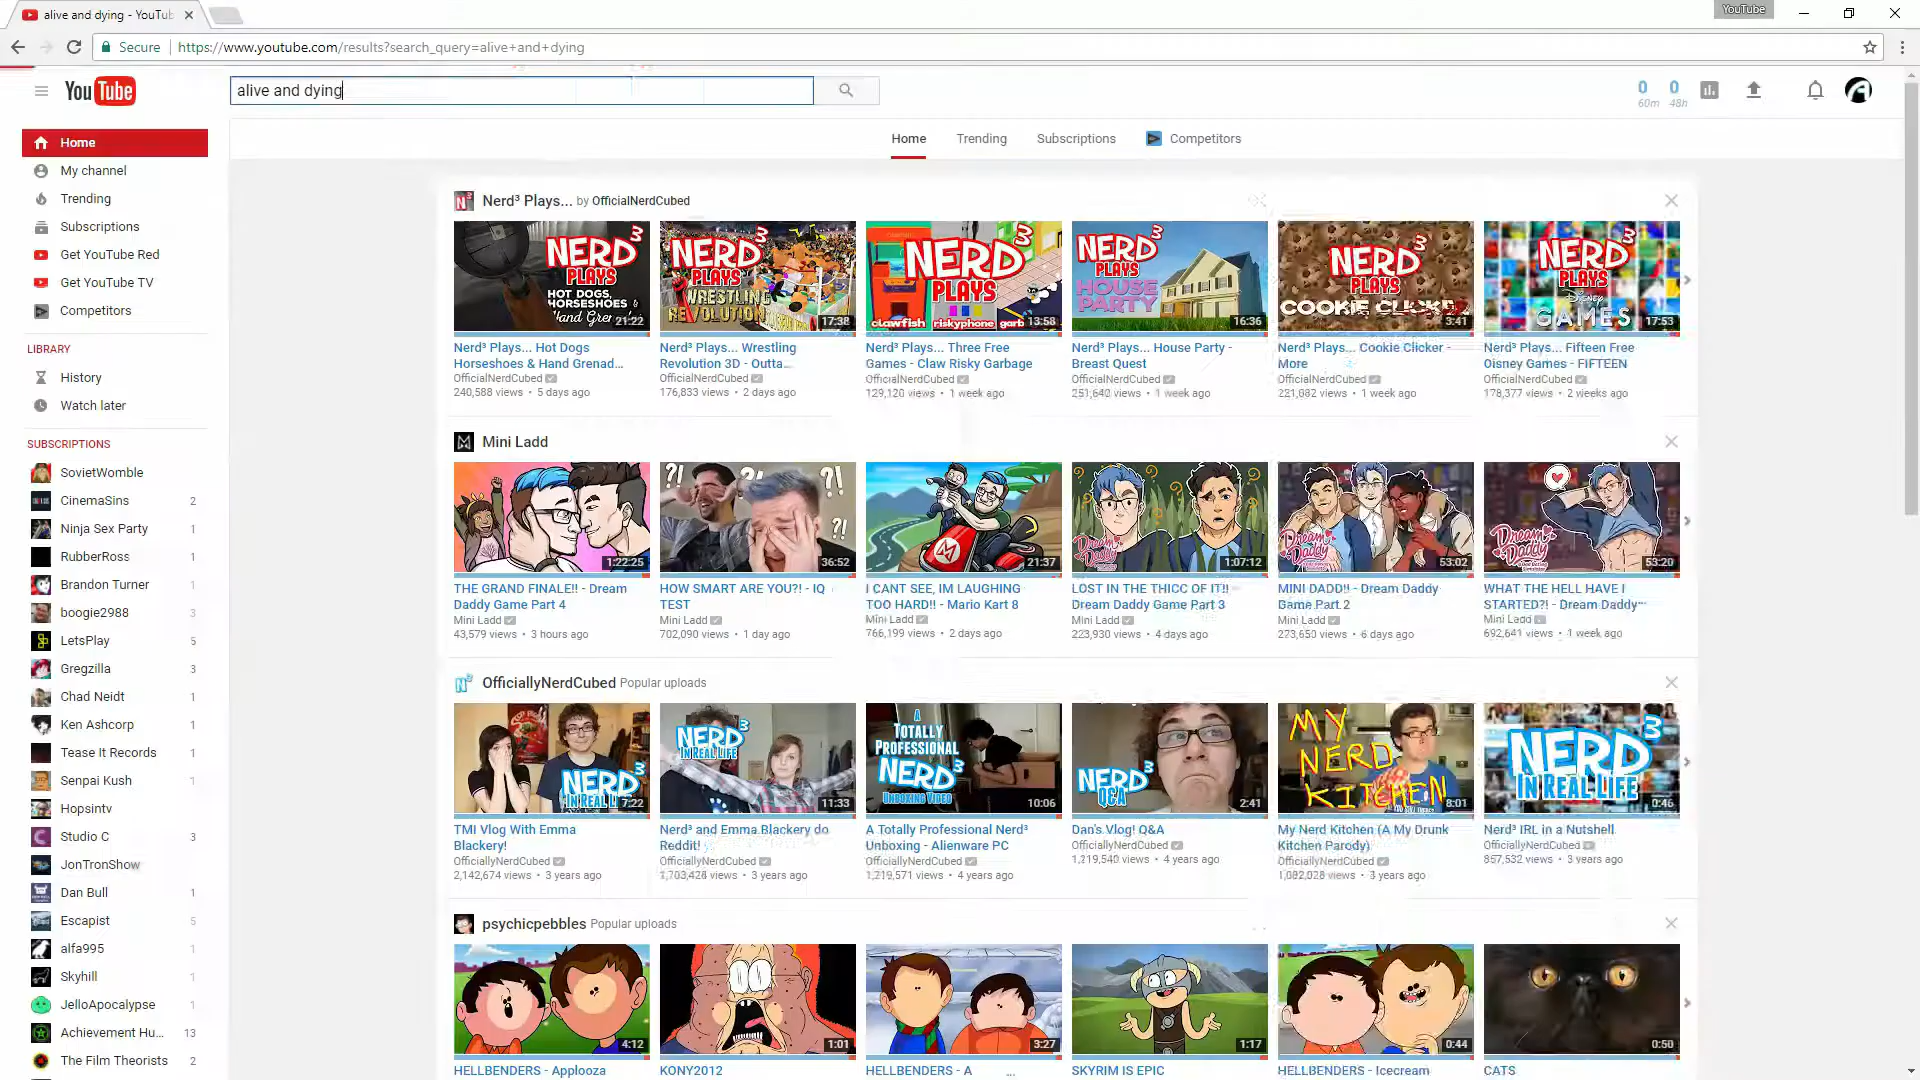 alive and dying - YouTub
YouTube
Secure
https://www.youtube.com/results?search_query=alive+and+dying
YouTube
alive and dying
0 0
60m 48h
Home Trending Subscriptions Competitors
Home
My channel
Trending
Subscriptions
Get YouTube Red
Get YouTube TV
Competitors
LIBRARY
History
Watch later
SUBSCRIPTIONS
SovietWomble
CinemaSins 2
Ninja Sex Party 1
RubberRoss 1
Brandon Turner 1
boogie2988 3
LetsPlay 5
Gregzilla 3
Chad Neidt 1
Ken Ashcorp 1
Tease It Records 1
Senpai Kush 1
Hopsintv
Studio C 3
JonTronShow
Dan Bull 1
Escapist 5
alfa995 1
Skyhill 1
JelloApocalypse 1
Achievement Hu... 13
The Film Theorists 2
Nerd³ Plays... by OfficialNerdCubed
NERD³ PLAYS HOT DOGS, HORSESHOES & Hand Gren 21:22
NERD³ PLAYS WRESTLING REVOLUTION 17:38
NERD³ PLAYS clawfish riskyphone garb 13:58
NERD³ PLAYS HOUSE PARTY 16:36
NERD³ PLAYS COOKIE CLICKER 3:41
NERD³ PLAYS Disney GAMES 17:53
Nerd³ Plays... Hot Dogs
Horseshoes & Hand Grenad...
OfficialNerdCubed
240,588 views • 5 days ago
Nerd³ Plays... Wrestling
Revolution 3D - Outta...
OfficialNerdCubed
176,833 views • 2 days ago
Nerd³ Plays... Three Free
Games - Claw Risky Garbage
OfficialNerdCubed
129,120 views • 1 week ago
Nerd³ Plays... House Party -
Breast Quest
OfficialNerdCubed
251,640 views • 1 week ago
Nerd³ Plays... Cookie Clicker -
More
OfficialNerdCubed
221,082 views • 1 week ago
Nerd³ Plays... Fifteen Free
Disney Games - FIFTEEN
OfficialNerdCubed
178,377 views • 2 weeks ago
Mini Ladd
1:22:25
?! ?! ?! 36:52
21:37
Dream Daddy 1:07:12
Dream Daddy 53:02
Dream Daddy 53:20
THE GRAND FINALE!! - Dream
Daddy Game Part 4
Mini Ladd
43,579 views • 3 hours ago
HOW SMART ARE YOU?! - IQ
TEST
Mini Ladd
702,090 views • 1 day ago
I CANT SEE, IM LAUGHING
TOO HARD!! - Mario Kart 8
Mini Ladd
766,199 views • 2 days ago
LOST IN THE THICC OF IT!!
Dream Daddy Game Part 3
Mini Ladd
223,930 views • 4 days ago
MINI DADD!! - Dream Daddy
Game Part 2
Mini Ladd
273,650 views • 6 days ago
WHAT THE HELL HAVE I
STARTED?! - Dream Daddy...
Mini Ladd
692,641 views • 1 week ago
OfficiallyNerdCubed Popular uploads
NERD³ IN REAL LI 7:22
NERD³ IN REAL LIFE 11:33
A TOTALLY PROFESSIONAL NERD³ UNBOXING VIDEO 10:06
NERD³ Q&A 2:41
MY NERD KITCHEN 8:01
NERD³ IN REAL LIFE 0:46
TMI Vlog With Emma
Blackery!
OfficiallyNerdCubed
2,142,674 views • 3 years ago
Nerd³ and Emma Blackery do
Reddit!
OfficiallyNerdCubed
views • 3 years ago
A Totally Professional Nerd³
Unboxing - Alienware PC
OfficiallyNerdCubed
1,219,571 views • 4 years ago
Dan's Vlog! Q&A
OfficiallyNerdCubed
1,219,540 views • 4 years ago
My Nerd Kitchen (A My Drunk
Kitchen Parody)
OfficiallyNerdCubed
views • 3 years ago
Nerd³ IRL in a Nutshell
OfficiallyNerdCubed
857,532 views • 3 years ago
psychicpebbles Popular uploads
4:12
1:01
3:27
1:17
0:44
0:50
HELLBENDERS - Applooza
KONY2012
HELLBENDERS - A ...
SKYRIM IS EPIC
HELLBENDERS - Icecream
CATS